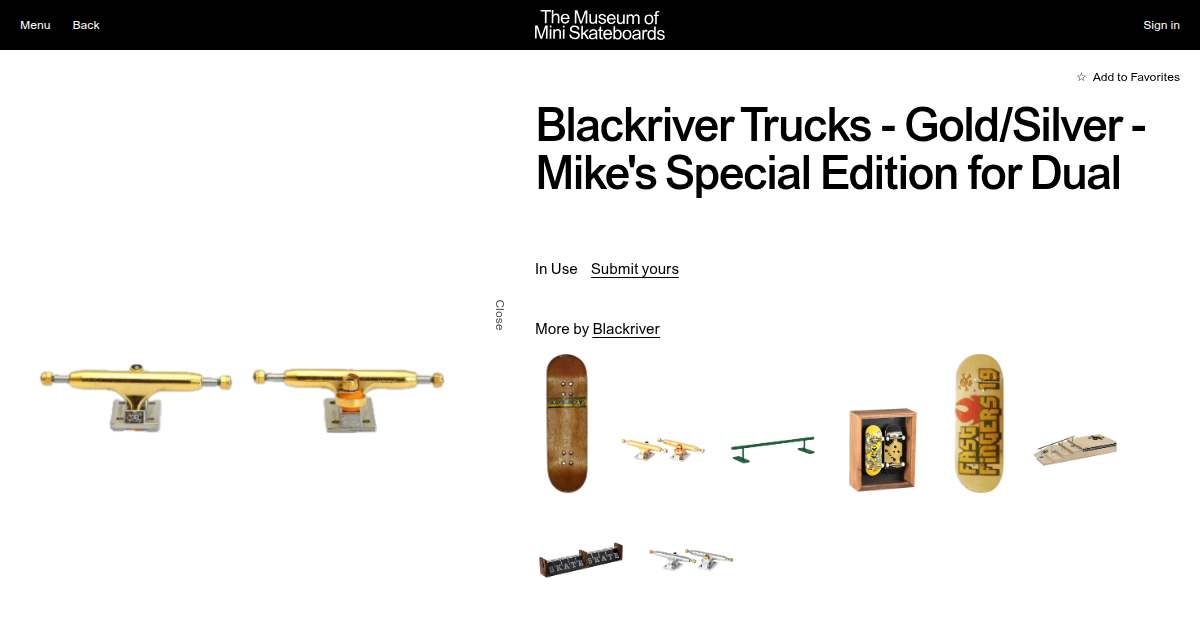 Menu
Back
The Museum of
Mini Skateboards
Sign in
☆ Add to Favorites
Blackriver Trucks - Gold/Silver -
Mike's Special Edition for Dual
In Use
Submit yours
Close
More by Blackriver
FAST
FINGERS 19
SKATE SKATE